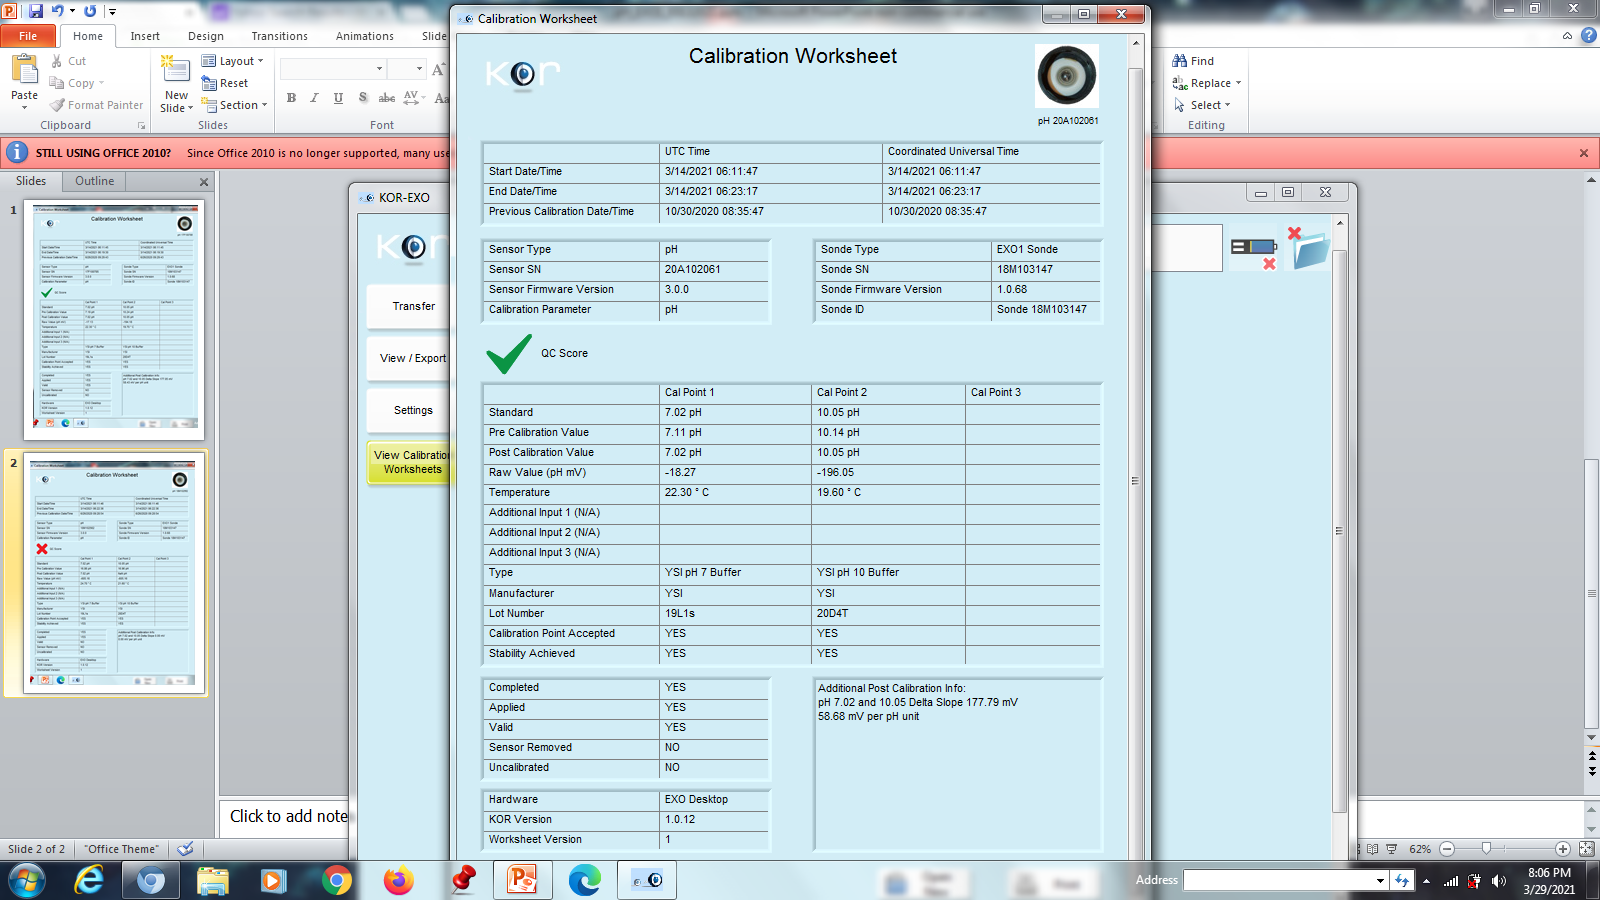 Calibration Worksheet
File Home Insert Design Transitions Animations Slide
Cut
Copy
Format Painter
Paste
Clipboard
New
Slide
Layout
Reset
Section
Slides
B I U S abc AV Aa
Font
Find
Replace
Select
Editing
STILL USING OFFICE 2010? Since Office 2010 is no longer supported, many use
Slides Outline
1
2
KOR-EXO
kor
Transfer
View / Export
Settings
View Calibration
Worksheets
kor
Calibration Worksheet
pH 20A102061
UTC Time Coordinated Universal Time
Start Date/Time 3/14/2021 06:11:47 3/14/2021 06:11:47
End Date/Time 3/14/2021 06:23:17 3/14/2021 06:23:17
Previous Calibration Date/Time 10/30/2020 08:35:47 10/30/2020 08:35:47
Sensor Type pH Sonde Type EXO1 Sonde
Sensor SN 20A102061 Sonde SN 18M103147
Sensor Firmware Version 3.0.0 Sonde Firmware Version 1.0.68
Calibration Parameter pH Sonde ID Sonde 18M103147
QC Score
Cal Point 1 Cal Point 2 Cal Point 3
Standard 7.02 pH 10.05 pH
Pre Calibration Value 7.11 pH 10.14 pH
Post Calibration Value 7.02 pH 10.05 pH
Raw Value (pH mV) -18.27 -196.05
Temperature 22.30 ° C 19.60 ° C
Additional Input 1 (N/A)
Additional Input 2 (N/A)
Additional Input 3 (N/A)
Type YSI pH 7 Buffer YSI pH 10 Buffer
Manufacturer YSI YSI
Lot Number 19L1s 20D4T
Calibration Point Accepted YES YES
Stability Achieved YES YES
Completed YES
Applied YES
Valid YES
Sensor Removed NO
Uncalibrated NO
Additional Post Calibration Info:
pH 7.02 and 10.05 Delta Slope 177.79 mV
58.68 mV per pH unit
Hardware EXO Desktop
KOR Version 1.0.12
Worksheet Version 1
Click to add note
Slide 2 of 2 "Office Theme" 62%
Address
8:06 PM
3/29/2021